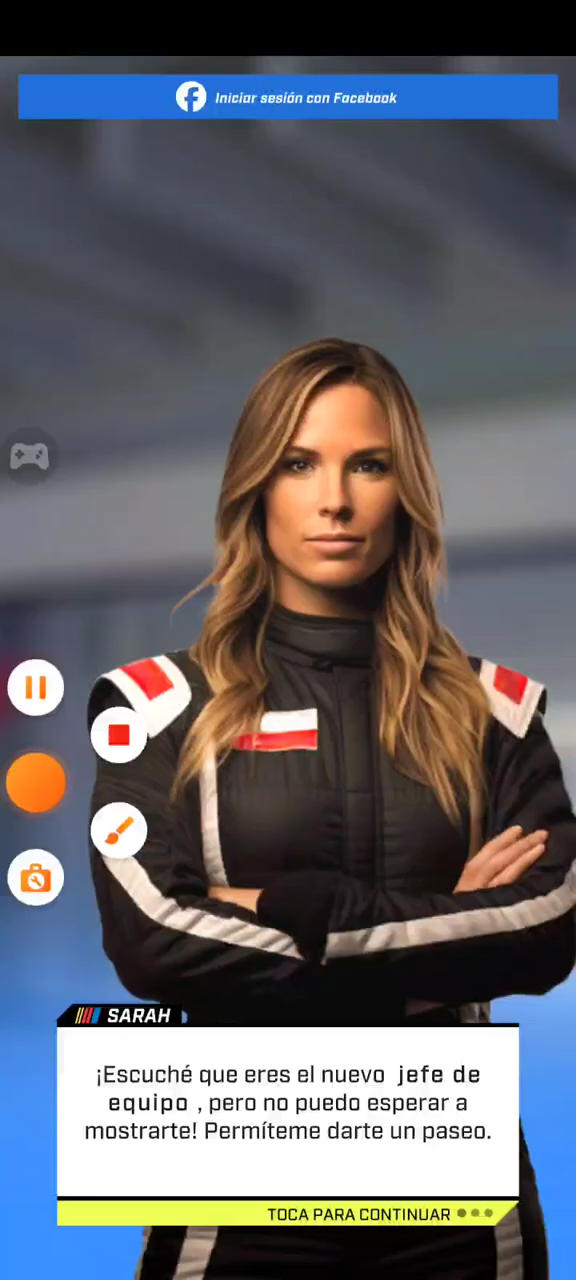 Iniciar sesión con Facebook
SARAH
¡Escuché que eres el nuevo jefe de
equipo , pero no puedo esperar a
mostrarte! Permíteme darte un paseo.
TOCA PARA CONTINUAR